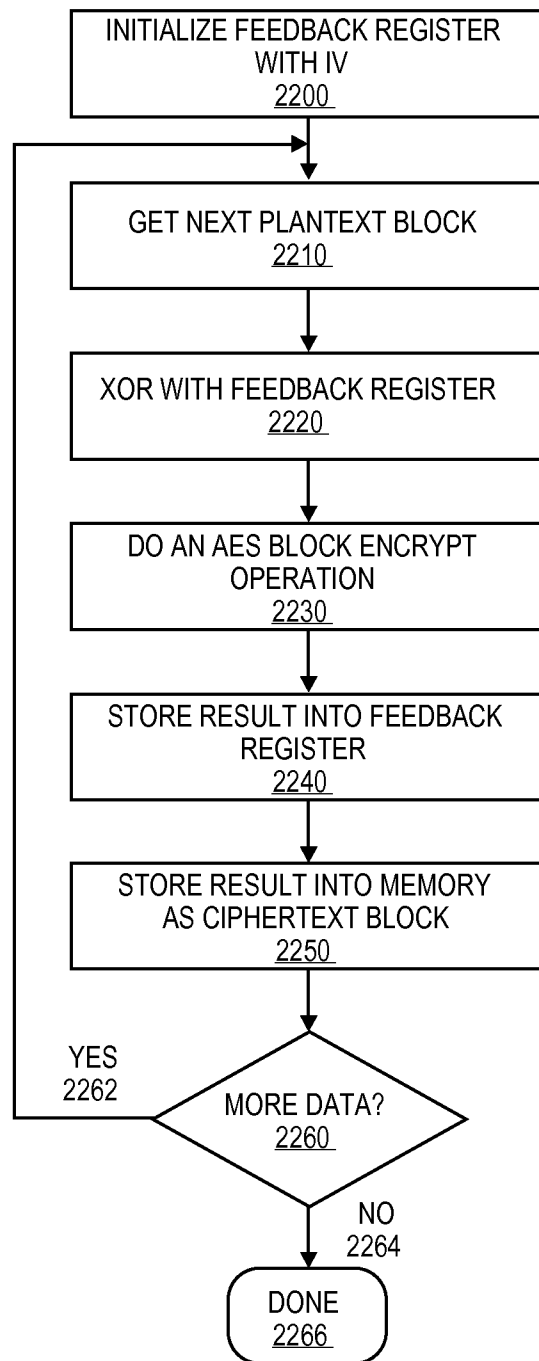 INITIALIZE FEEDBACK REGISTER
WITH IV
2200
GET NEXT PLANTEXT BLOCK
2210
XOR WITH FEEDBACK REGISTER
2220
DO AN AES BLOCK ENCRYPT
OPERATION
2230
STORE RESULT INTO FEEDBACK
REGISTER
2240
STORE RESULT INTO MEMORY
AS CIPHERTEXT BLOCK
2250
YES
2262
MORE DATA?
2260
NO
2264
DONE
2266